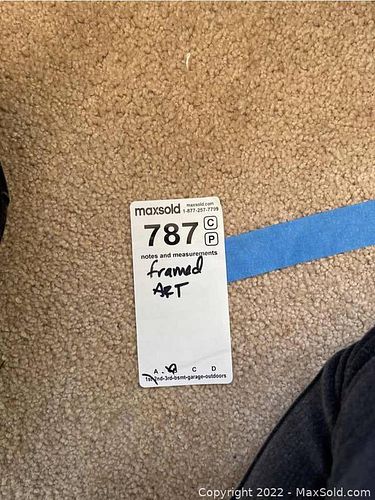 maxsold maxsold.com
1-877-257-7799
787 C
P
notes and measurements
framed
ART
A B C D
1st-2nd-3rd-bsmt-garage-outdoors
Copyright © 2022 - MaxSold.com